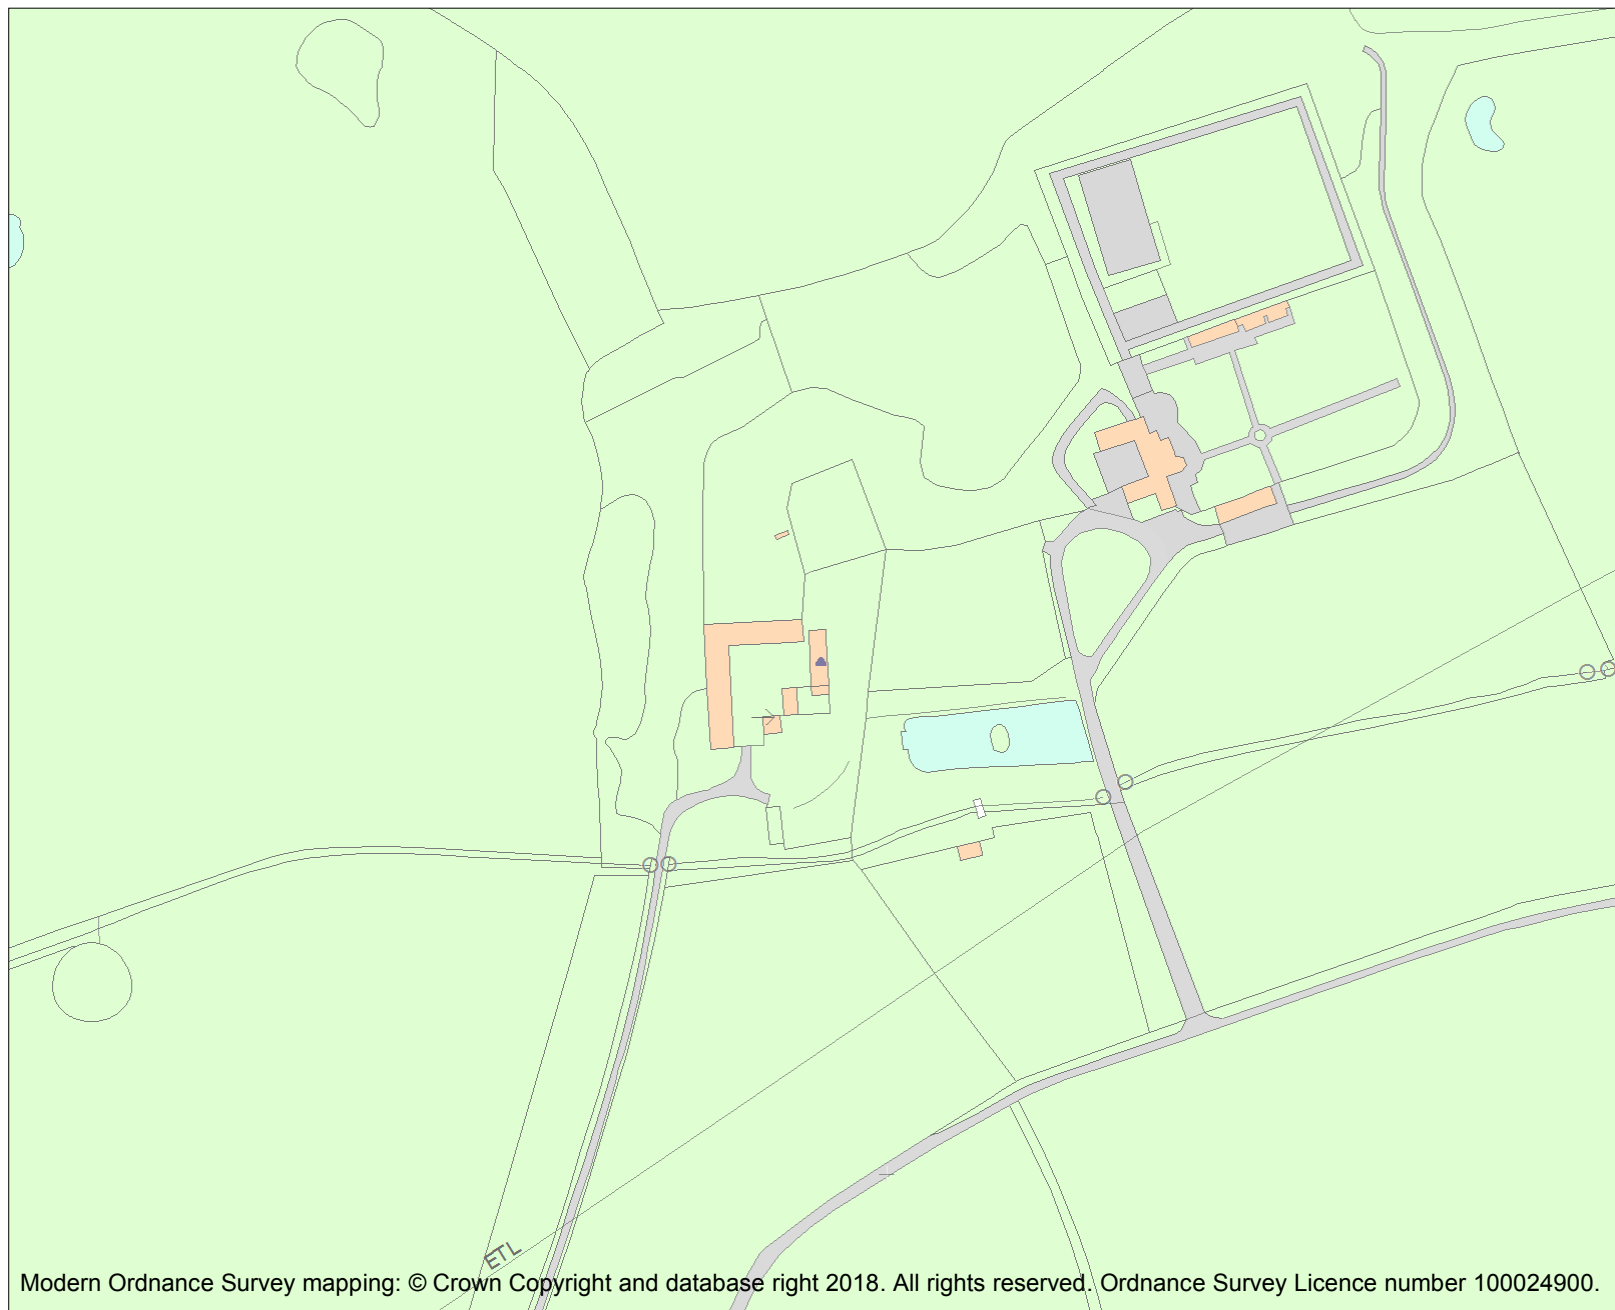 ETL
Modern Ordnance Survey mapping: © Crown Copyright and database right 2018. All rights reserved. Ordnance Survey Licence number 100024900.